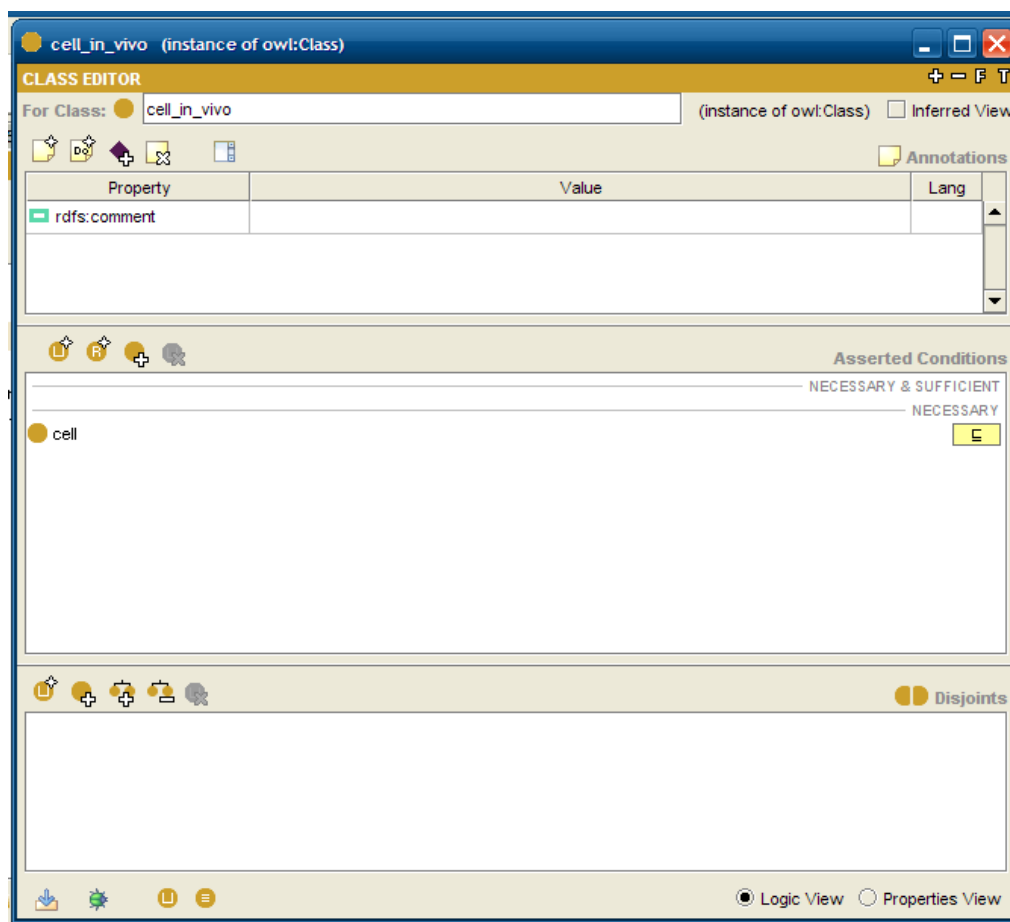 cell_in_vivo (instance of owl:Class)
CLASS EDITOR
F T
For Class: cell_in_vivo (instance of owl:Class) Inferred View
Annotations
Property Value Lang
rdfs:comment
Asserted Conditions
NECESSARY & SUFFICIENT
NECESSARY
cell ⊑
Disjoints
Logic View Properties View